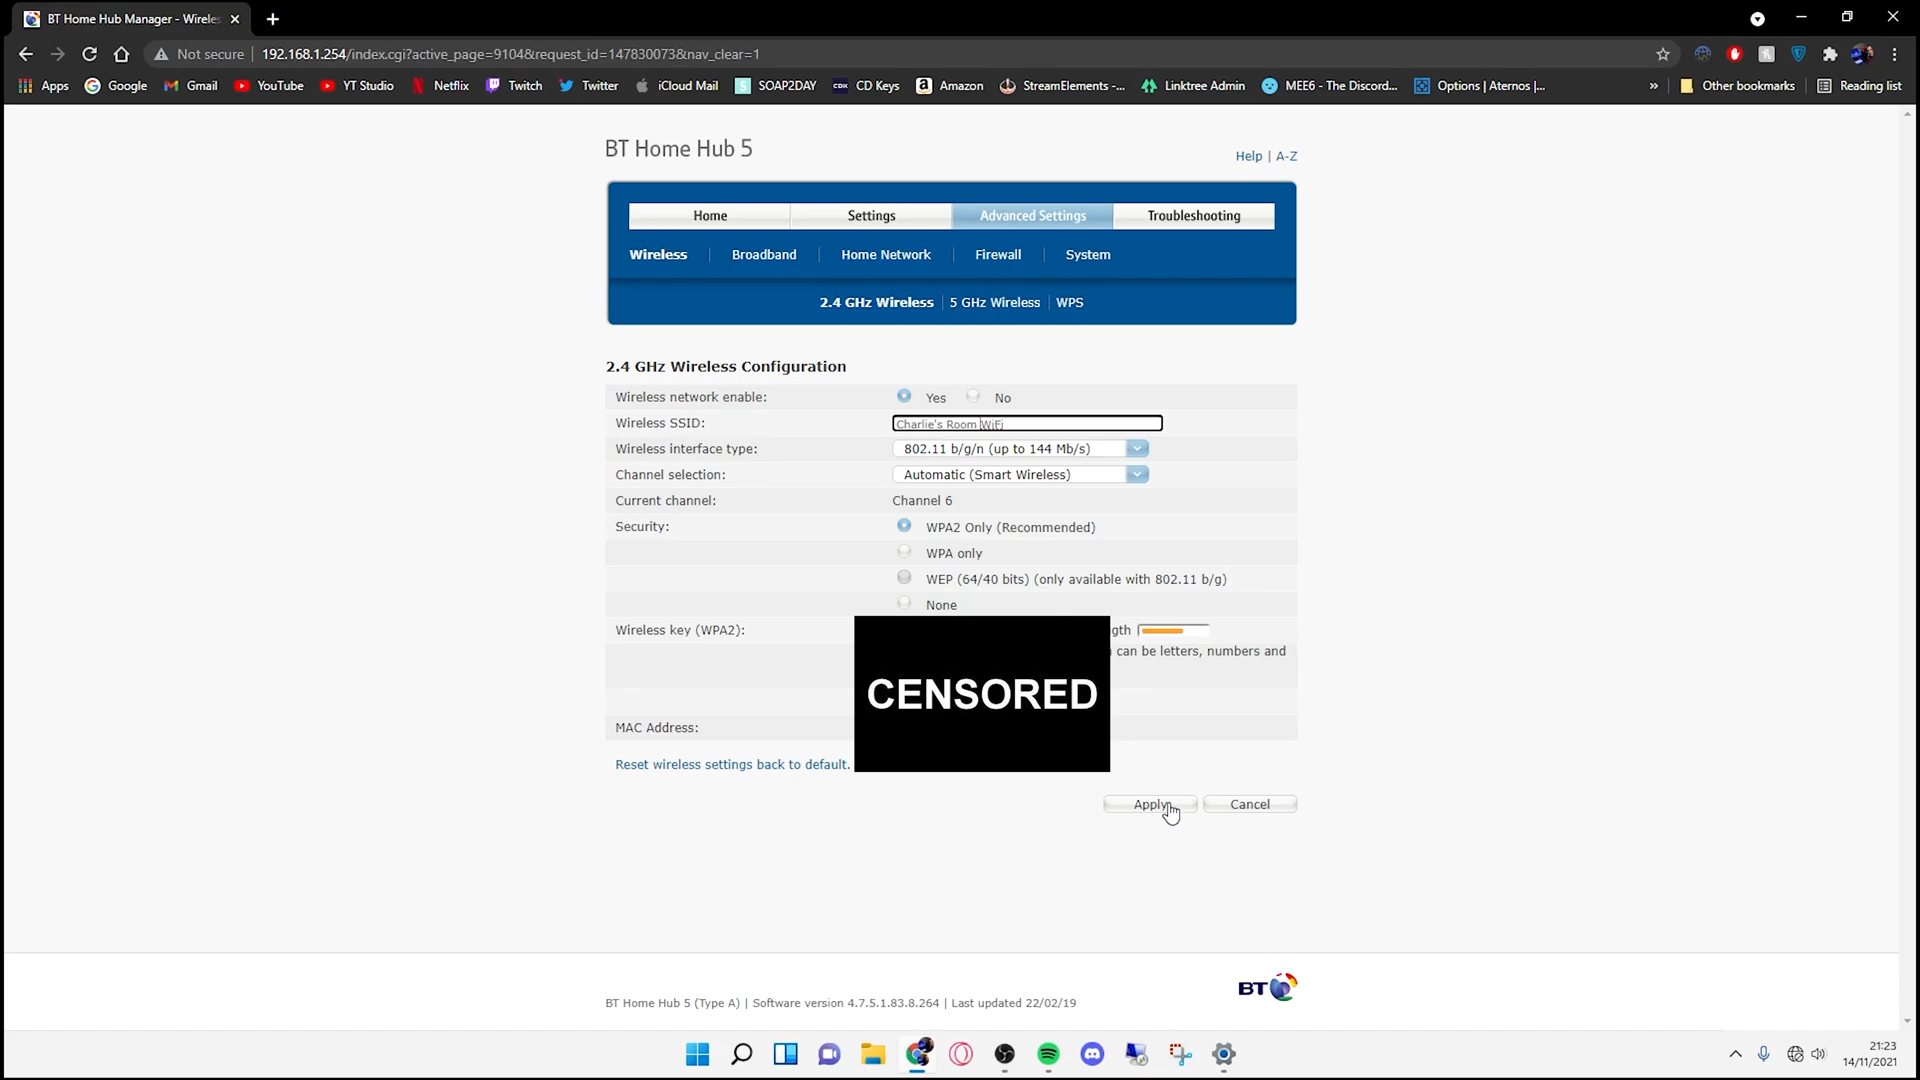 BT Home Hub Manager - Wireles
Not secure 192.168.1.254/index.cgi?active_page=9104&request_id=147830073&nav_clear=1
Apps Google Gmail YouTube YT Studio Netflix Twitch Twitter iCloud Mail SOAP2DAY CD Keys Amazon StreamElements -... Linktree Admin MEE6 - The Discord... Options | Aternos |... » Other bookmarks Reading list
BT Home Hub 5
Help | A-Z
Home Settings Advanced Settings Troubleshooting
Wireless Broadband Home Network Firewall System
2.4 GHz Wireless 5 GHz Wireless WPS
2.4 GHz Wireless Configuration
Wireless network enable: Yes No
Wireless SSID: Charlie's Room WiFi
Wireless interface type: 802.11 b/g/n (up to 144 Mb/s)
Channel selection: Automatic (Smart Wireless)
Current channel: Channel 6
Security: WPA2 Only (Recommended)
WPA only
WEP (64/40 bits) (only available with 802.11 b/g)
None
Wireless key (WPA2): gth
can be letters, numbers and
CENSORED
MAC Address:
Reset wireless settings back to default.
Apply Cancel
BT
BT Home Hub 5 (Type A) | Software version 4.7.5.1.83.8.264 | Last updated 22/02/19
21:23
14/11/2021